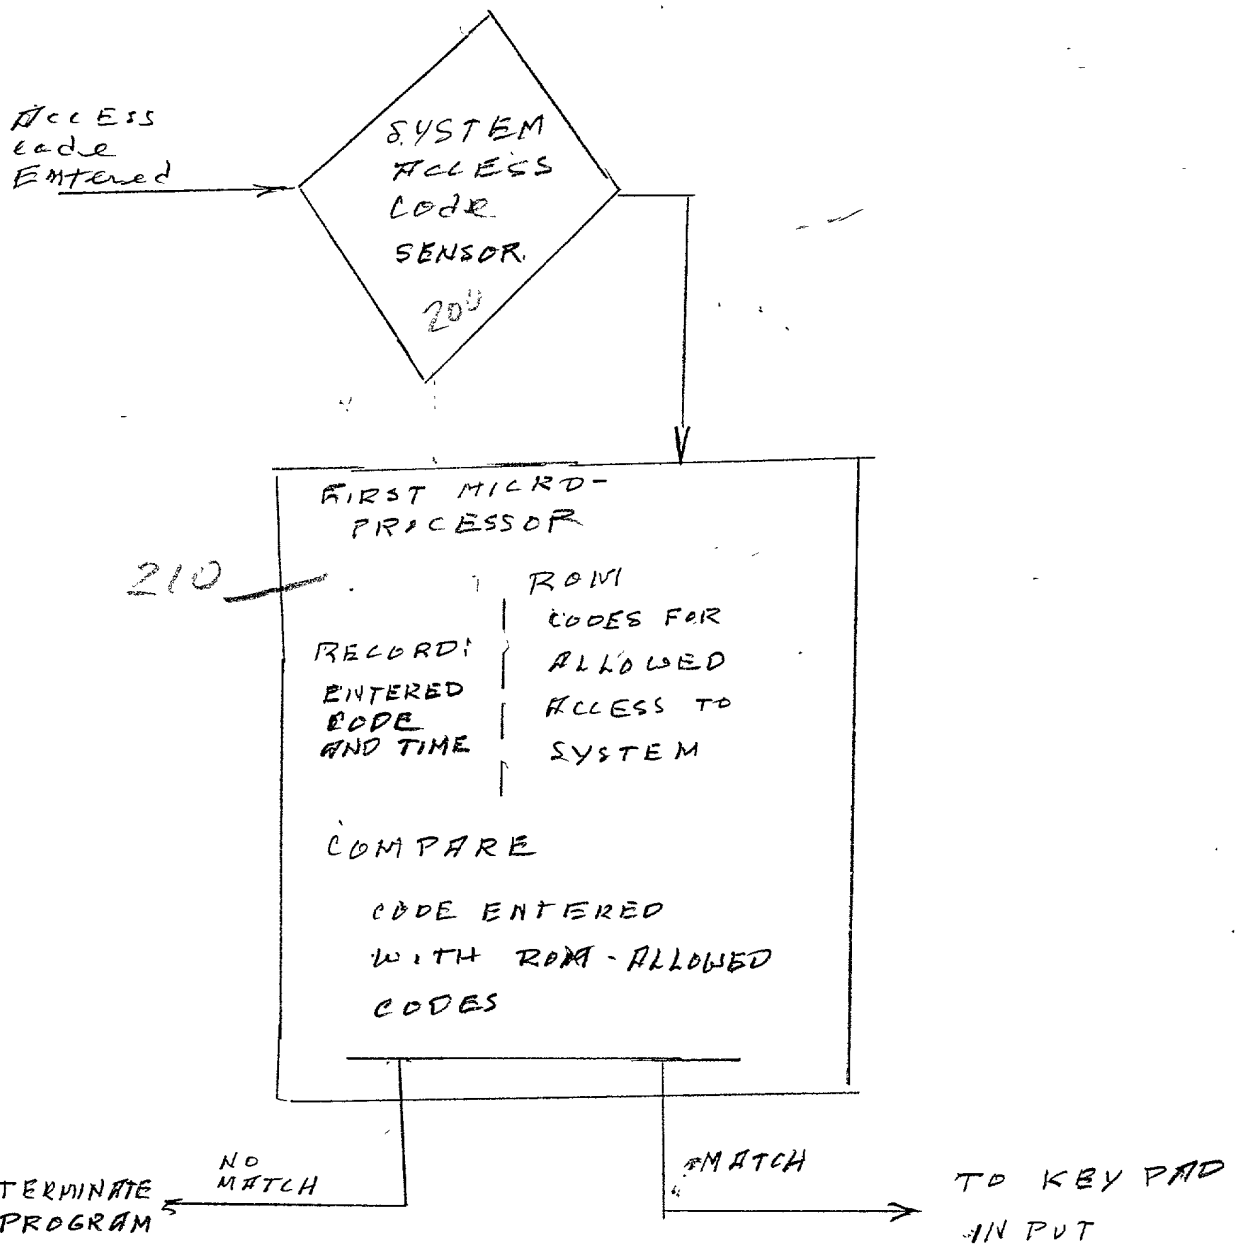 Access
code
Entered
SYSTEM
ACCESS
Code
SENSOR.
200
FIRST MICRO-
PROCESSOR
210
ROM
CODES FOR
ALLOWED
ACCESS TO
SYSTEM
RECORD:
ENTERED
CODE
AND TIME
COMPARE
CODE ENTERED
WITH ROM-ALLOWED
CODES
NO
MATCH
TERMINATE
PROGRAM
MATCH
TO KEY PAD
INPUT